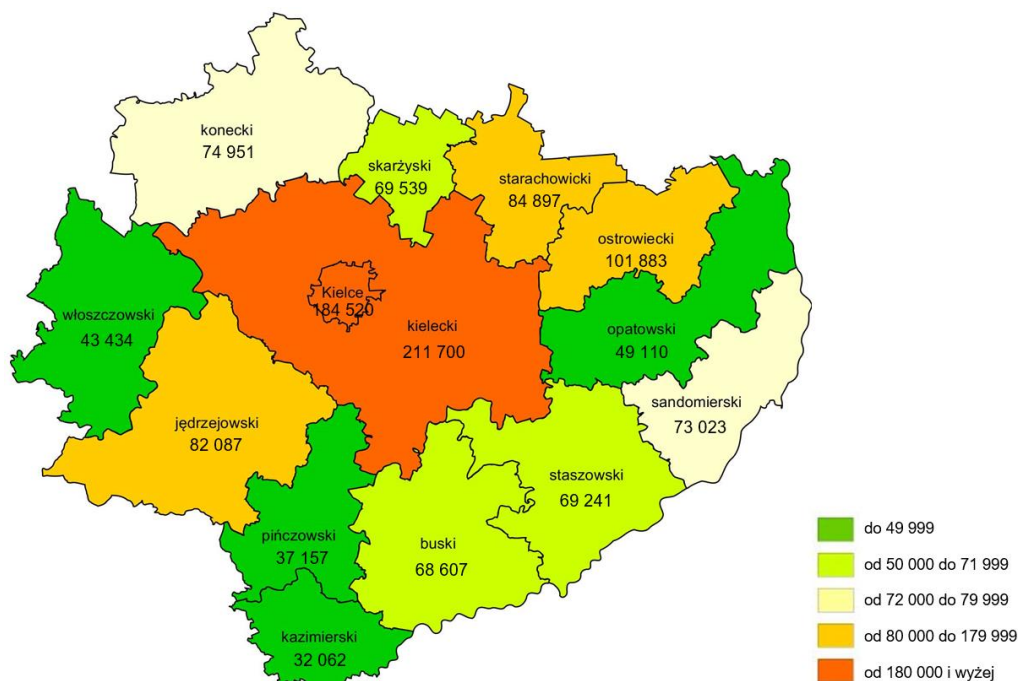 konecki
74 951
skarżyski
69 539
starachowicki
84 897
ostrowiecki
101 883
Kielce
184 520
włoszczowski
43 434
kielecki
211 700
opatowski
49 110
sandomierski
73 023
jędrzejowski
82 087
staszowski
69 241
pińczowski
37 157
buski
68 607
kazimierski
32 062
do 49 999
od 50 000 do 71 999
od 72 000 do 79 999
od 80 000 do 179 999
od 180 000 i wyżej